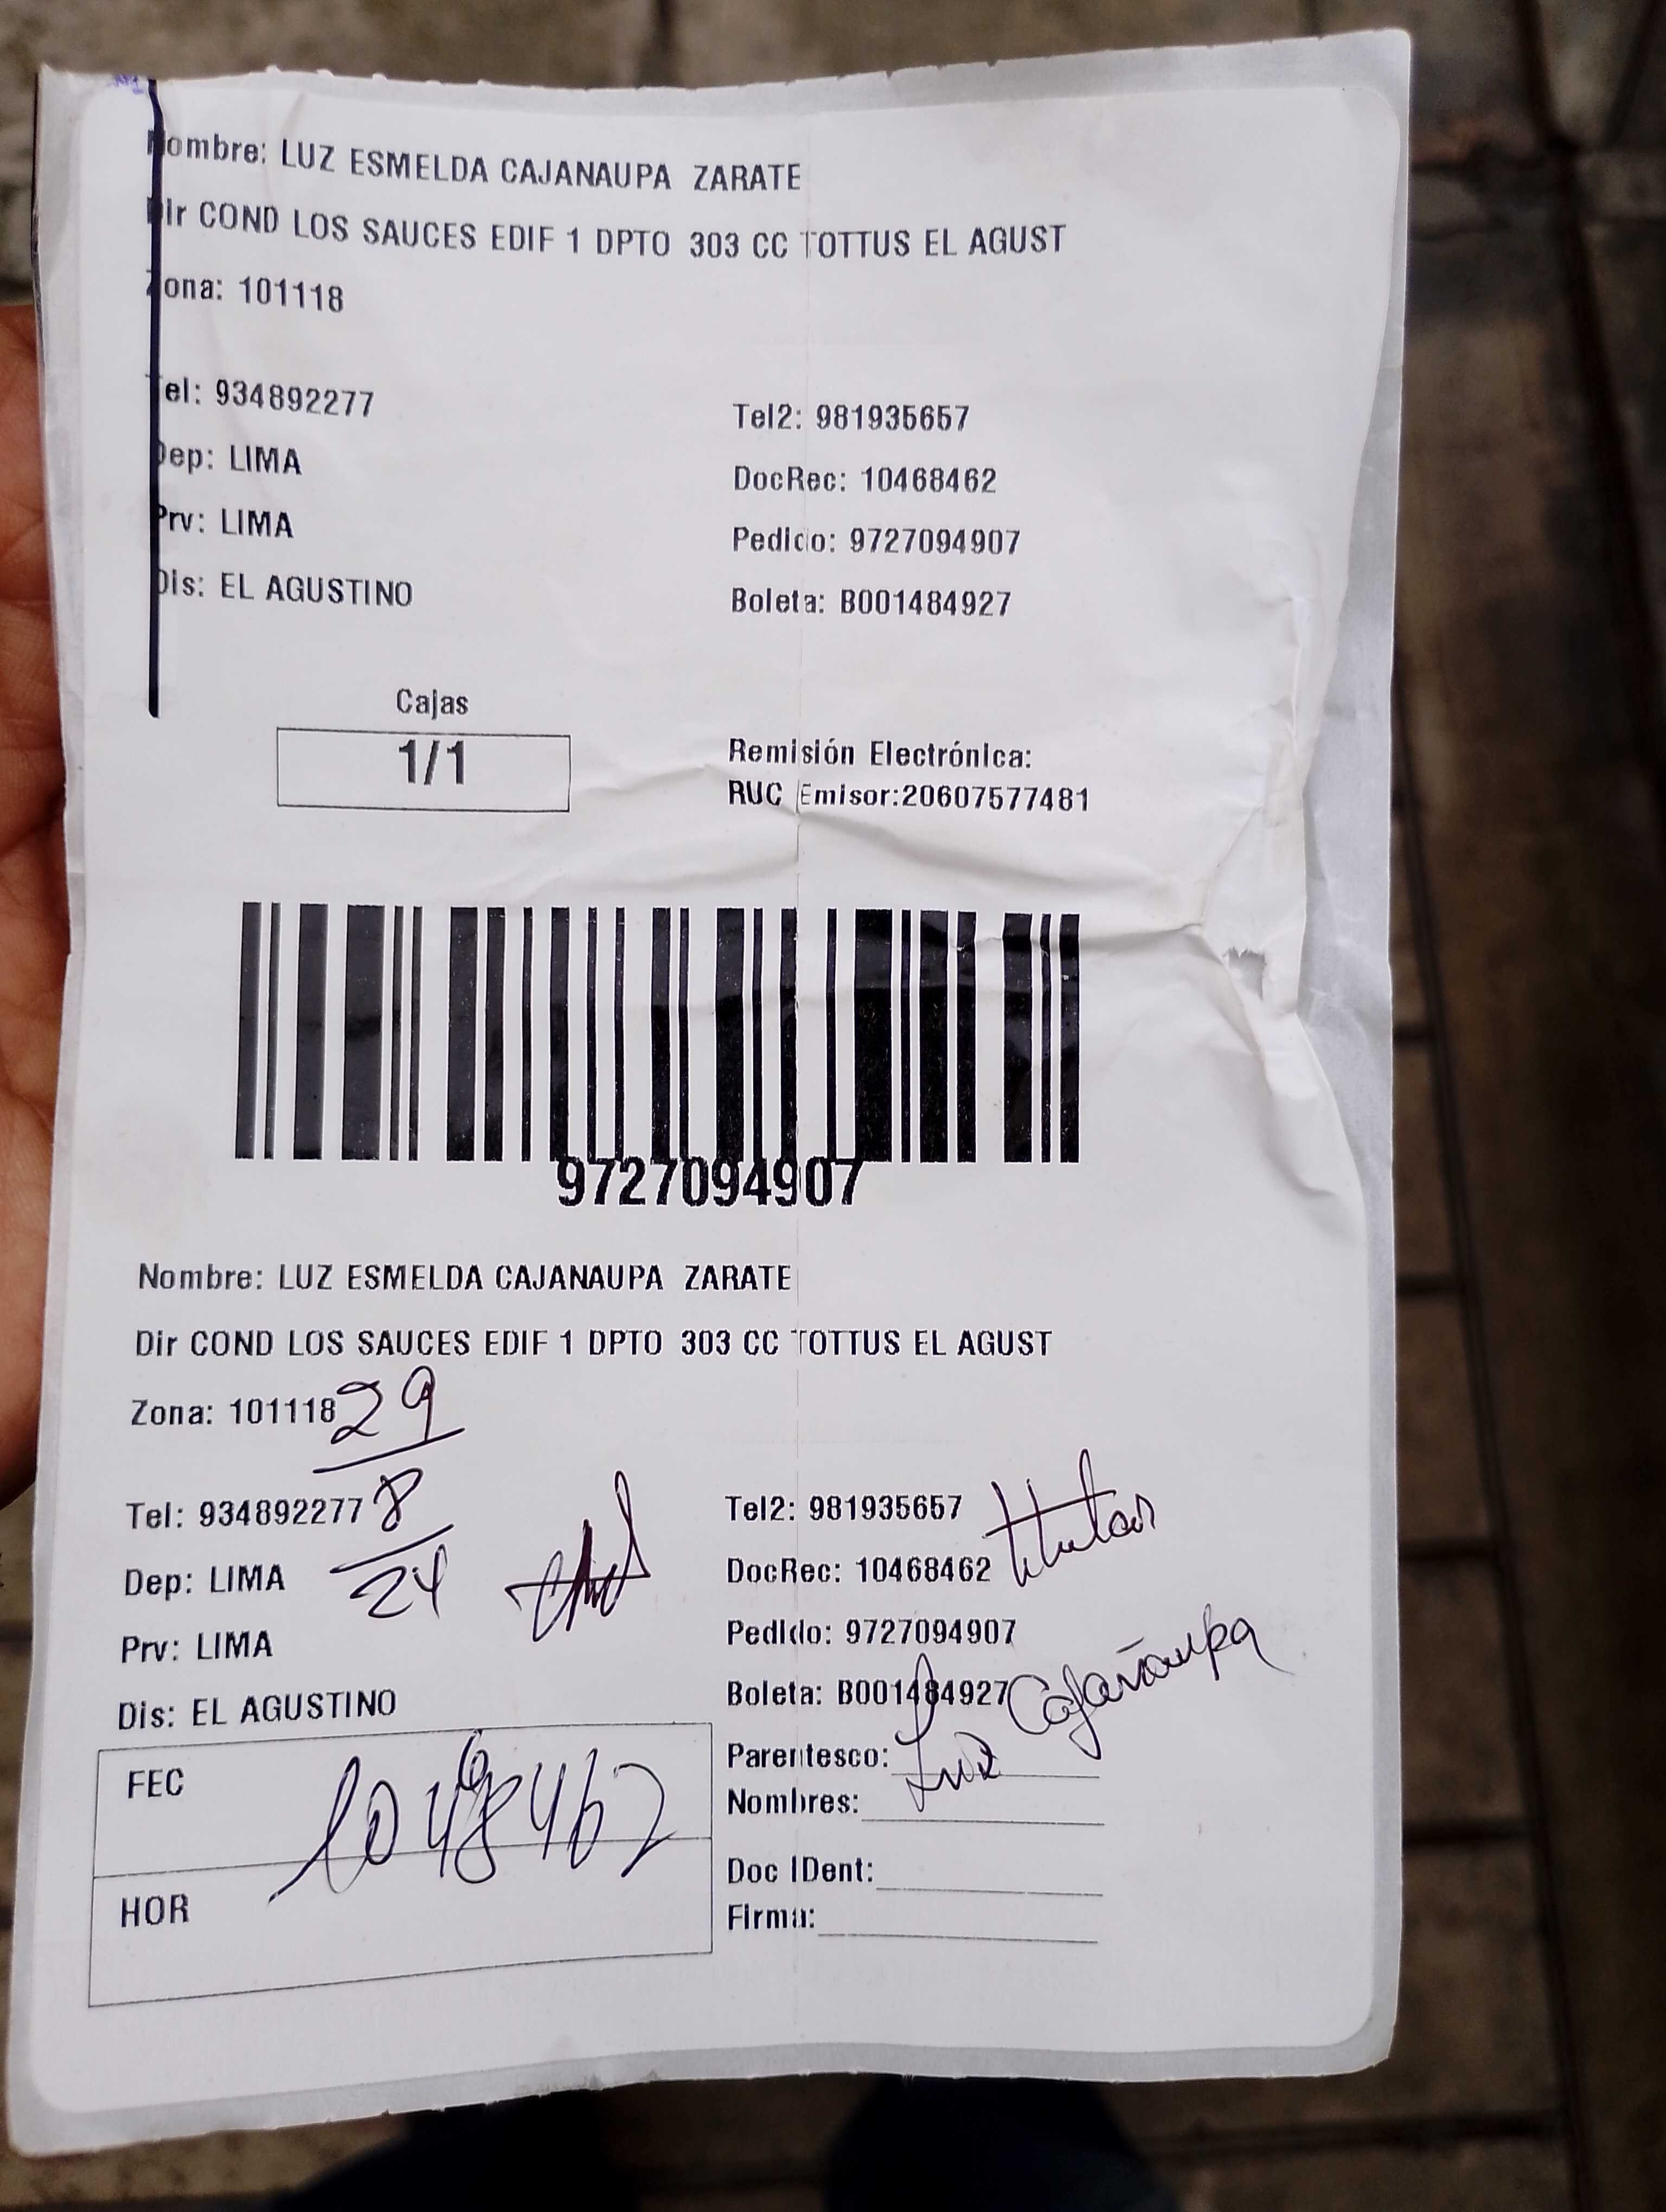 Nombre: LUZ ESMELDA CAJANAUPA ZARATE
Dir COND LOS SAUCES EDIF 1 DPTO 303 CC TOTTUS EL AGUST
Zona: 101118
Tel: 934892277 Tel2: 981935657
Dep: LIMA DocRec: 10468462
Prv: LIMA Pedido: 9727094907
Dis: EL AGUSTINO Boleta: B001484927
Cajas
1/1
Remisión Electrónica:
RUC Emisor:20607577481
9727094907
Nombre: LUZ ESMELDA CAJANAUPA ZARATE
Dir COND LOS SAUCES EDIF 1 DPTO 303 CC TOTTUS EL AGUST
Zona: 101118 29
Tel: 934892277 8 Tel2: 981935657 titular
Dep: LIMA 24 DocRec: 10468462
Prv: LIMA Pedido: 9727094907
Dis: EL AGUSTINO Boleta: B001484927
Luz Cajañaupa
FEC 10468462 Parentesco:
Nombres:
HOR Doc IDent:
Firma: